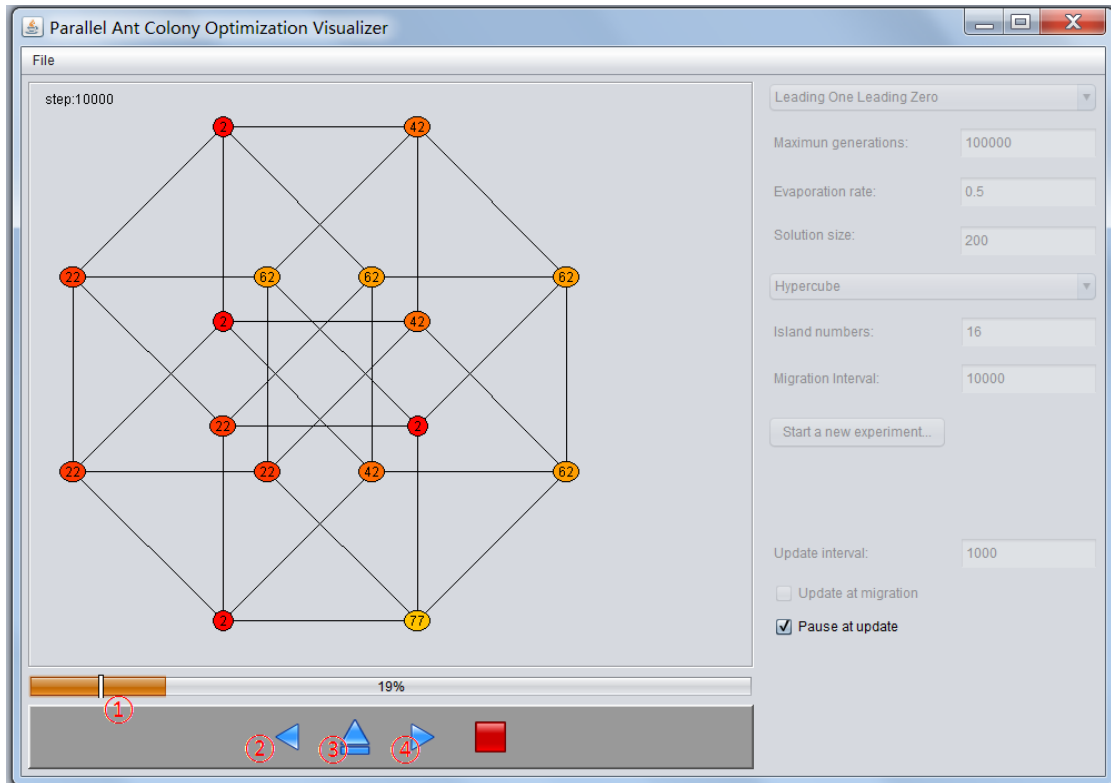 Parallel Ant Colony Optimization Visualizer
File
step:10000
2 42
22 62 62 62
2 42
22 2
22 22 42 62
2 77
Leading One Leading Zero
Maximun generations: 100000
Evaporation rate: 0.5
Solution size: 200
Hypercube
Island numbers: 16
Migration Interval: 10000
Start a new experiment...
Update interval: 1000
Update at migration
Pause at update
19%
①
② ③ ④